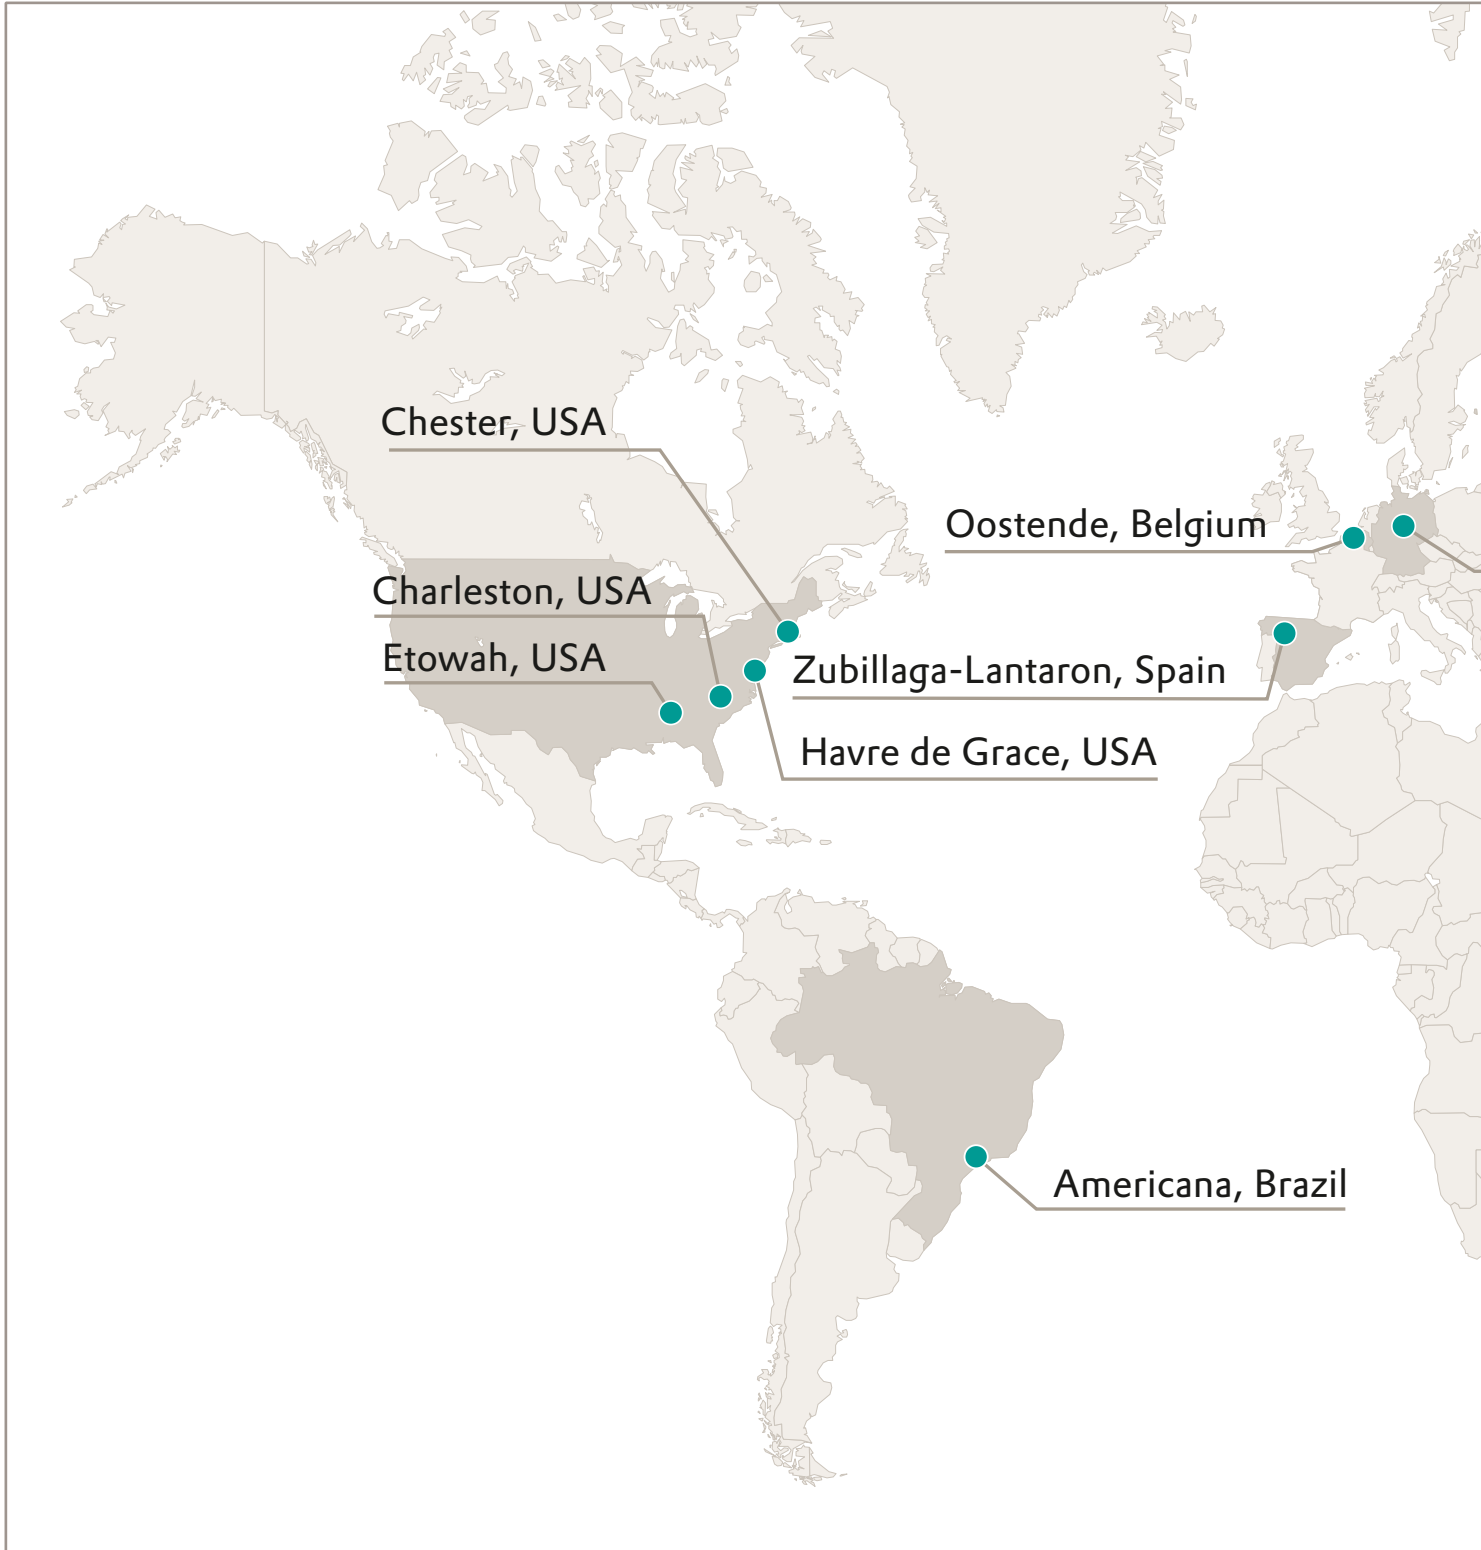 Chester, USA
Oostende, Belgium
Charleston, USA
Etowah, USA
Zubillaga-Lantaron, Spain
Havre de Grace, USA
Americana, Brazil